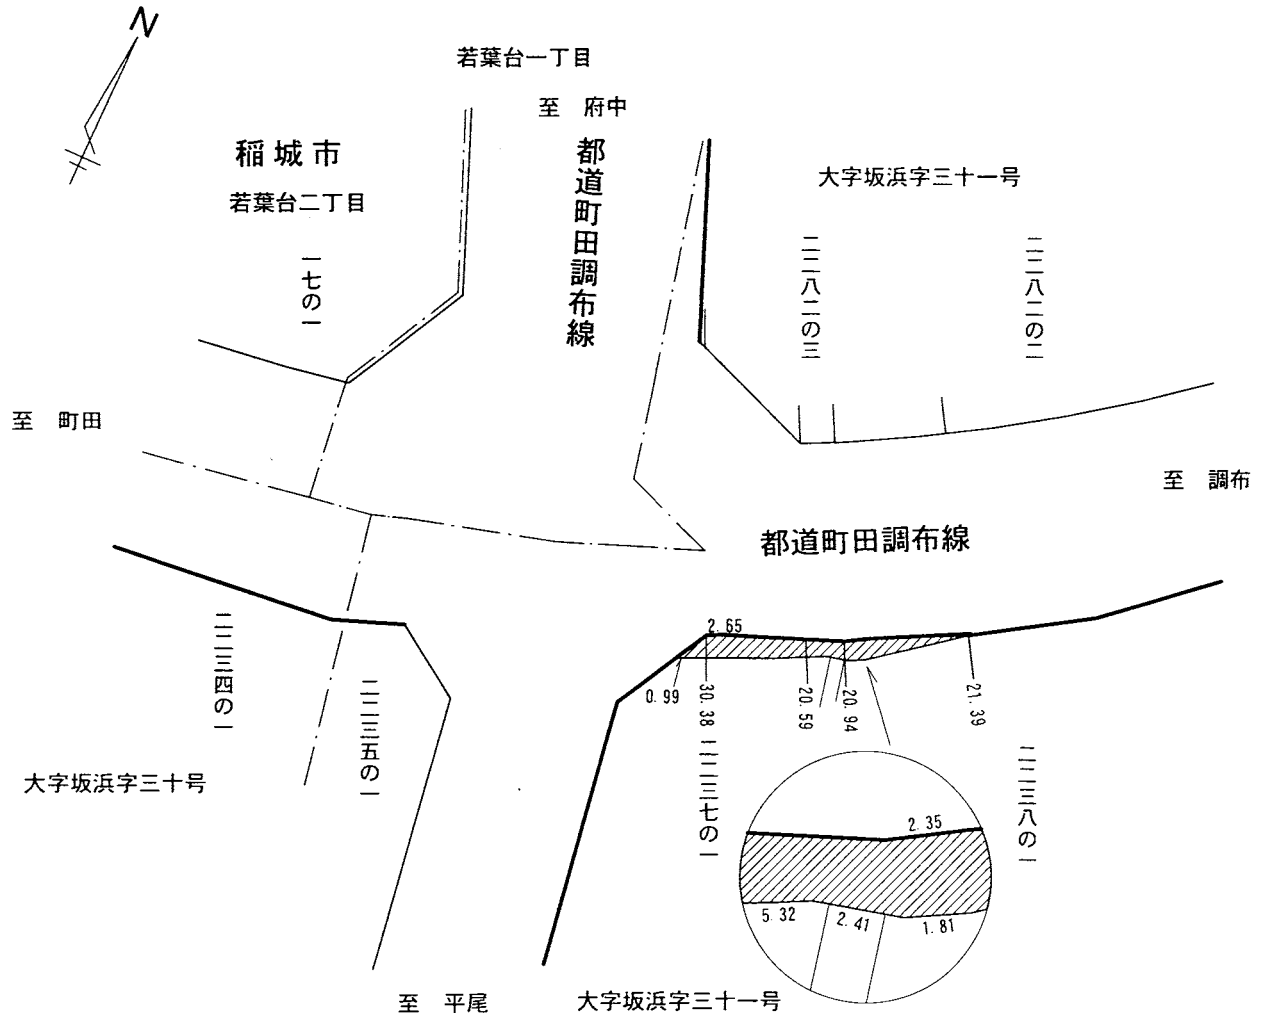 N
若葉台一丁目
至 府中
稲城市
若葉台二丁目
都道町田調布線
大字坂浜字三十一号
一七の一
二二八二の三
二二八二の二
至 町田
至 調布
都道町田調布線
2.65
0.99
30.38
20.59
20.94
21.39
二二三四の一
二二三五の一
二二三七の一
二二三八の一
大字坂浜字三十号
2.35
5.32
2.41
1.81
至 平尾
大字坂浜字三十一号